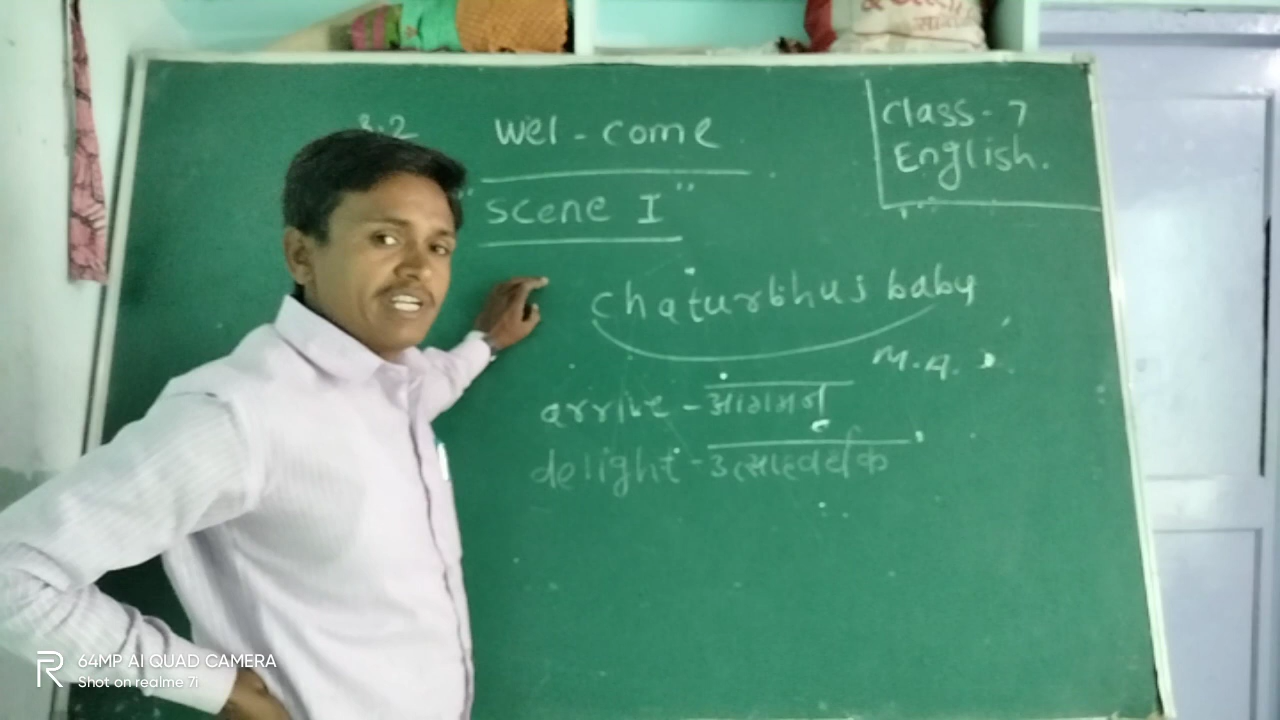 8.2
wel-come
class-7
English.
"scene I"
chaturbhus baby
M.A.
arrive - आगमन
delight - उत्साहवर्धक
64MP AI QUAD CAMERA
Shot on realme 7i